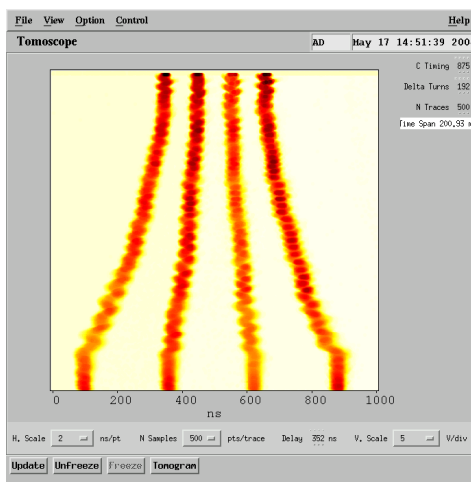 File View Option Control Help
Tomoscope AD May 17 14:51:39 200
C Timing 875
Delta Turns 192
N Traces 500
Time Span 200.93 m
0 200 400 600 800 1000
ns
H. Scale 2 ns/pt N Samples 500 pts/trace Delay 352 ns V. Scale 5 V/div
Update UnFreeze Freeze Tomogram